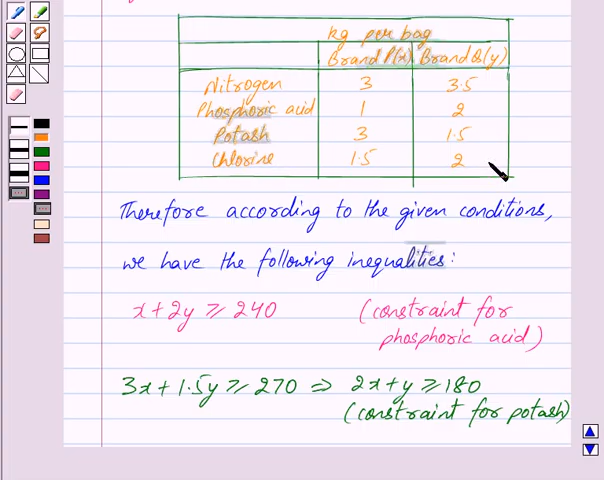 kg per bag
Brand P(x) Brand Q(y)
Nitrogen 3 3.5
Phosphoric acid 1 2
Potash 3 1.5
Chlorine 1.5 2
Therefore according to the given conditions,
we have the following inequalities:
x+2y ≥ 240 (constraint for
phosphoric acid)
3x+1.5y ≥ 270 ⇒ 2x+y ≥ 180
(constraint for potash)